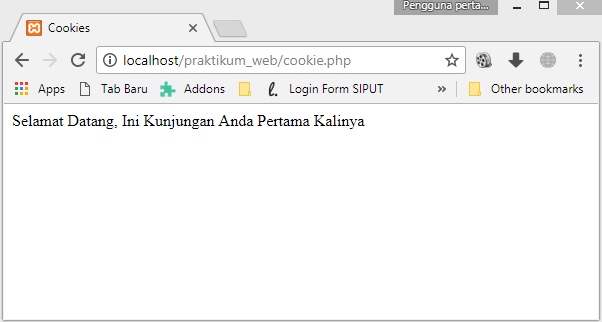 Pengguna perta...
Cookies
localhost/praktikum_web/cookie.php
Apps Tab Baru Addons Login Form SIPUT » Other bookmarks
Selamat Datang, Ini Kunjungan Anda Pertama Kalinya